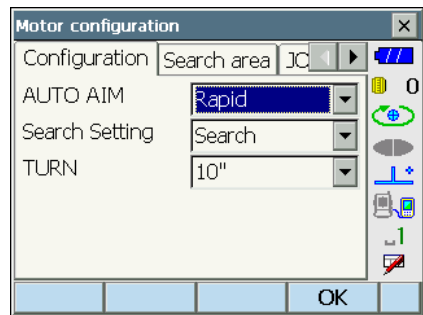 Motor configuration
Configuration Search area JC
AUTO AIM Rapid
0
Search Setting Search
TURN 10"
1
OK